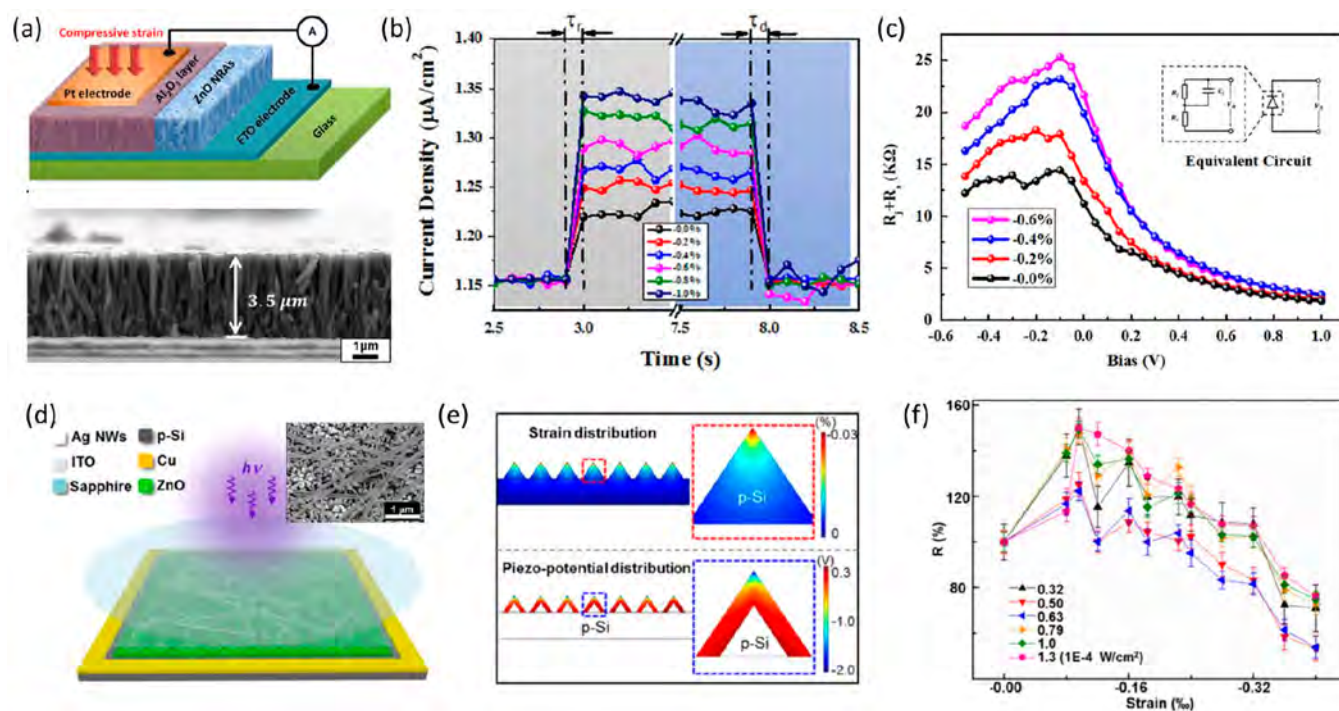 (a)
Compressive strain
A
Pt electrode
Al₂O₃ layer
ZnO NRAs
FTO electrode
Glass
3.5 μm
1μm
(b)
τr
τd
1.40
1.35
1.30
1.25
1.20
1.15
Current Density (μA/cm²)
-0.0%
-0.2%
-0.4%
-0.6%
-0.8%
-1.0%
2.5 3.0 7.5 8.0 8.5
Time (s)
(c)
25
20
15
10
5
0
Rj+Rs (KΩ)
Equivalent Circuit
-0.6%
-0.4%
-0.2%
-0.0%
-0.6 -0.4 -0.2 0.0 0.2 0.4 0.6 0.8 1.0
Bias (V)
(d)
Ag NWs p-Si
ITO Cu
Sapphire ZnO
hν
1 μm
(e)
Strain distribution
p-Si
(%)
-0.03
0
Piezo-potential distribution
p-Si
p-Si
(V)
0.3
-1.0
-2.0
(f)
160
120
80
R (%)
0.32
0.50
0.63
0.79
1.0
1.3 (1E-4 W/cm²)
-0.00 -0.16 -0.32
Strain (‰)